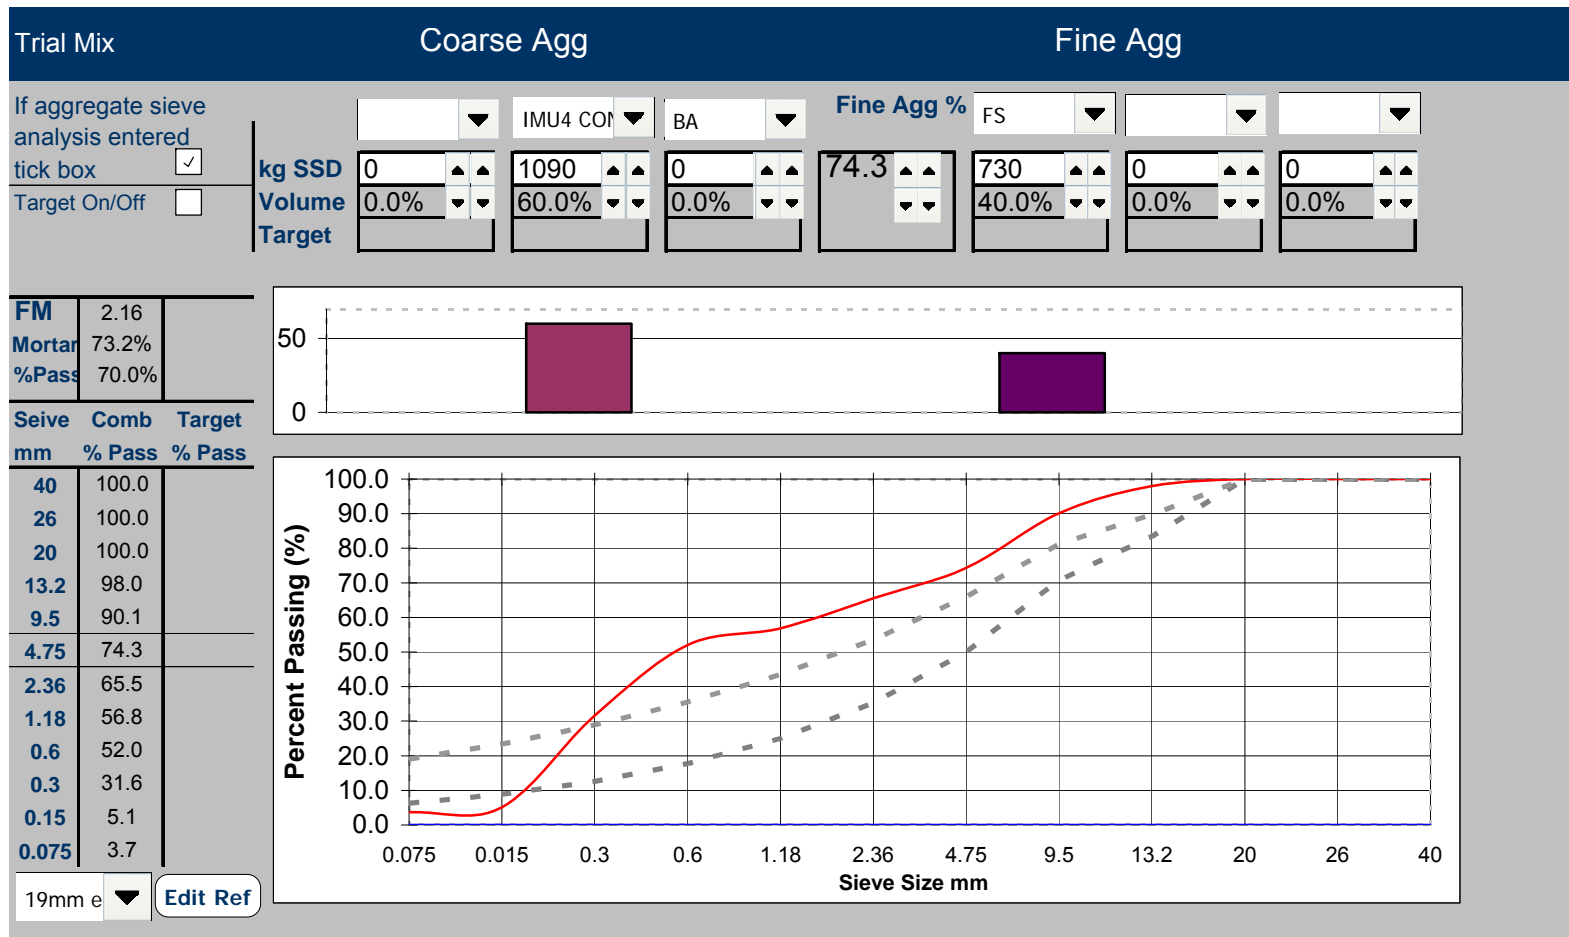 Trial Mix Coarse Agg Fine Agg
If aggregate sieve
analysis entered
tick box
Target On/Off
IMU4 CON BA Fine Agg % FS
kg SSD 0 1090 0 74.3 730 0 0
Volume 0.0% 60.0% 0.0% 40.0% 0.0% 0.0%
Target
FM 2.16
Mortar 73.2%
%Pass 70.0%
Seive Comb Target
mm % Pass % Pass
40 100.0
26 100.0
20 100.0
13.2 98.0
9.5 90.1
4.75 74.3
2.36 65.5
1.18 56.8
0.6 52.0
0.3 31.6
0.15 5.1
0.075 3.7
19mm e Edit Ref
50
0
Percent Passing (%)
100.0
90.0
80.0
70.0
60.0
50.0
40.0
30.0
20.0
10.0
0.0
0.075 0.015 0.3 0.6 1.18 2.36 4.75 9.5 13.2 20 26 40
Sieve Size mm